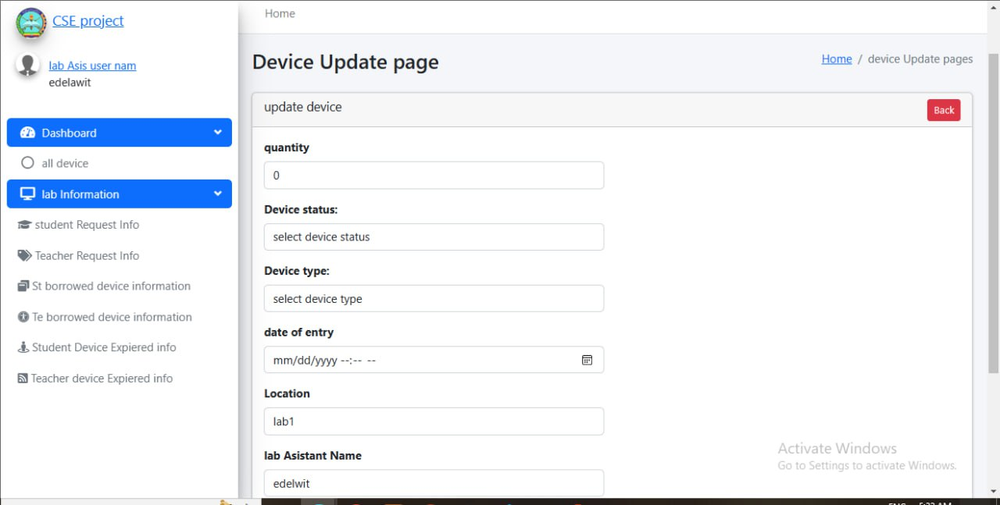 CSE project
lab Asis user nam
edelawit
Dashboard
all device
lab Information
student Request Info
Teacher Request Info
St borrowed device information
Te borrowed device information
Student Device Expiered info
Teacher device Expiered info
Home
Device Update page
Home / device Update pages
update device
Back
quantity
0
Device status:
select device status
Device type:
select device type
date of entry
mm/dd/yyyy --:-- --
Location
lab1
lab Asistant Name
edelwit
Activate Windows
Go to Settings to activate Windows.